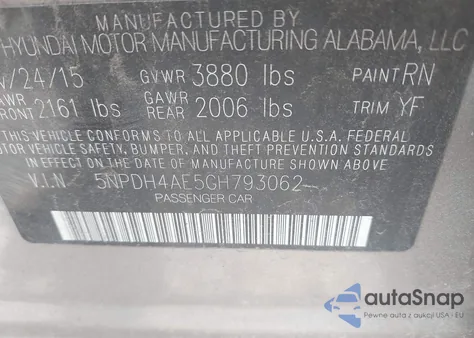 MANUFACTURED BY
HYUNDAI MOTOR MANUFACTURING ALABAMA, LLC
/24/15 GVWR 3880 lbs PAINT RN
GAWR FRONT 2161 lbs GAWR REAR 2006 lbs TRIM YF
THIS VEHICLE CONFORMS TO ALL APPLICABLE U.S.A. FEDERAL
MOTOR VEHICLE SAFETY, BUMPER, AND THEFT PREVENTION STANDARDS
IN EFFECT ON THE DATE OF MANUFACTURE SHOWN ABOVE.
V.I.N. 5NPDH4AE5GH793062
PASSENGER CAR
autoSnap
Pewne auta z aukcji USA - EU